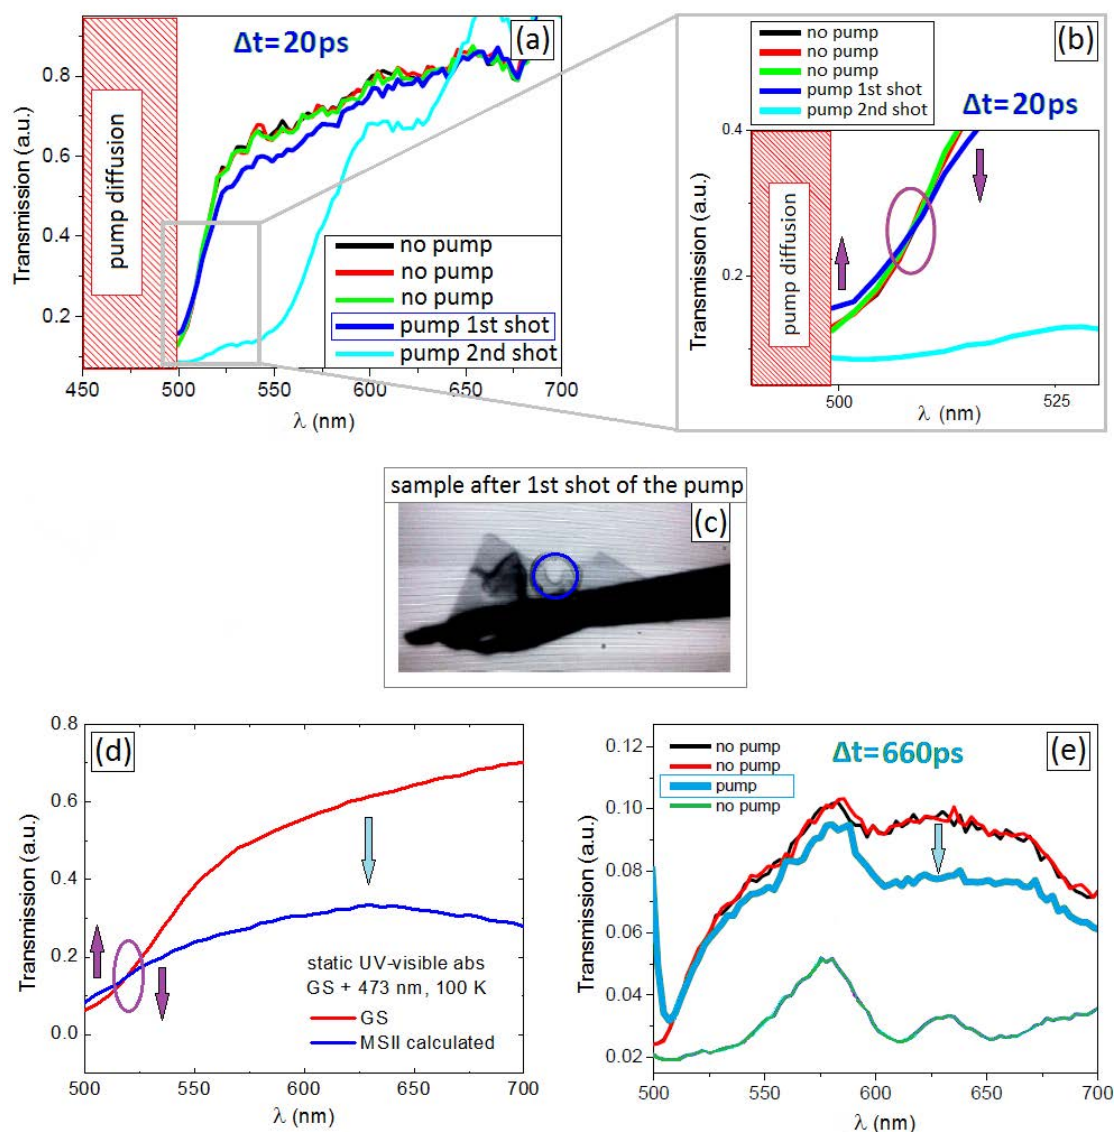 Δt=20ps
(a)
pump diffusion
Transmission (a.u.)
0.8
0.6
0.4
0.2
no pump
no pump
no pump
pump 1st shot
pump 2nd shot
450 500 550 600 650 700
λ (nm)
(b)
no pump
no pump
no pump
pump 1st shot
pump 2nd shot
Δt=20ps
pump diffusion
Transmission (a.u.)
0.4
0.2
500 525
λ (nm)
sample after 1st shot of the pump
(c)
(d)
Transmission (a.u.)
0.8
0.6
0.4
0.2
0.0
static UV-visible abs
GS + 473 nm, 100 K
GS
MSII calculated
500 550 600 650 700
λ (nm)
(e)
no pump
no pump
pump
no pump
Δt=660ps
Transmission (a.u.)
0.12
0.10
0.08
0.06
0.04
0.02
500 550 600 650 700
λ (nm)